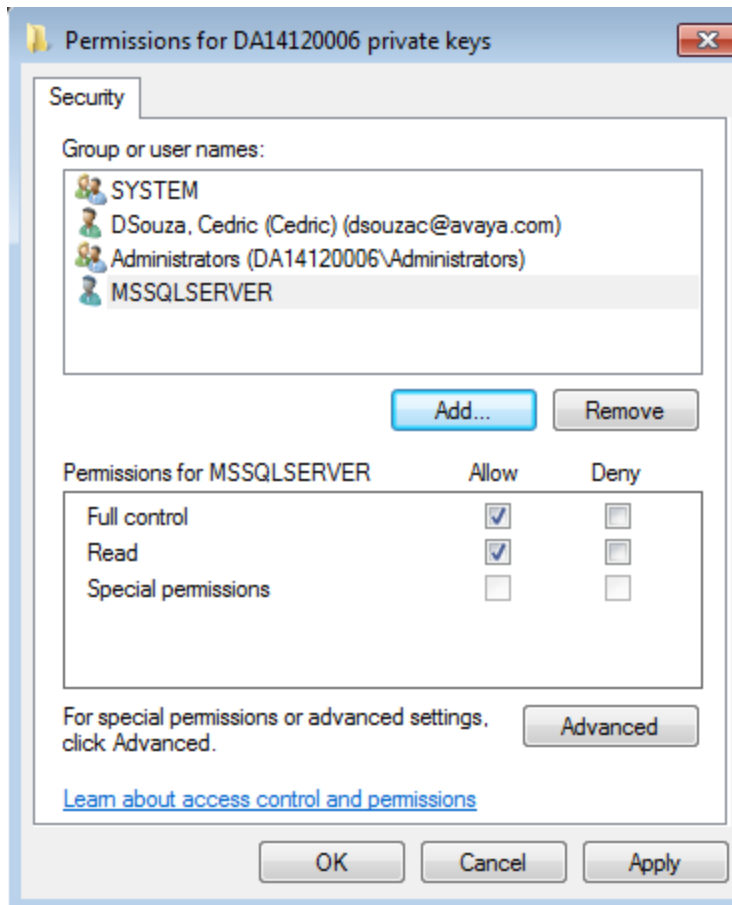 Permissions for DA14120006 private keys
Security
Group or user names:
SYSTEM
DSouza, Cedric (Cedric) (dsouzac@avaya.com)
Administrators (DA14120006\Administrators)
MSSQLSERVER
Add... Remove
Permissions for MSSQLSERVER Allow Deny
Full control
Read
Special permissions
For special permissions or advanced settings, Advanced
click Advanced.
Learn about access control and permissions
OK Cancel Apply